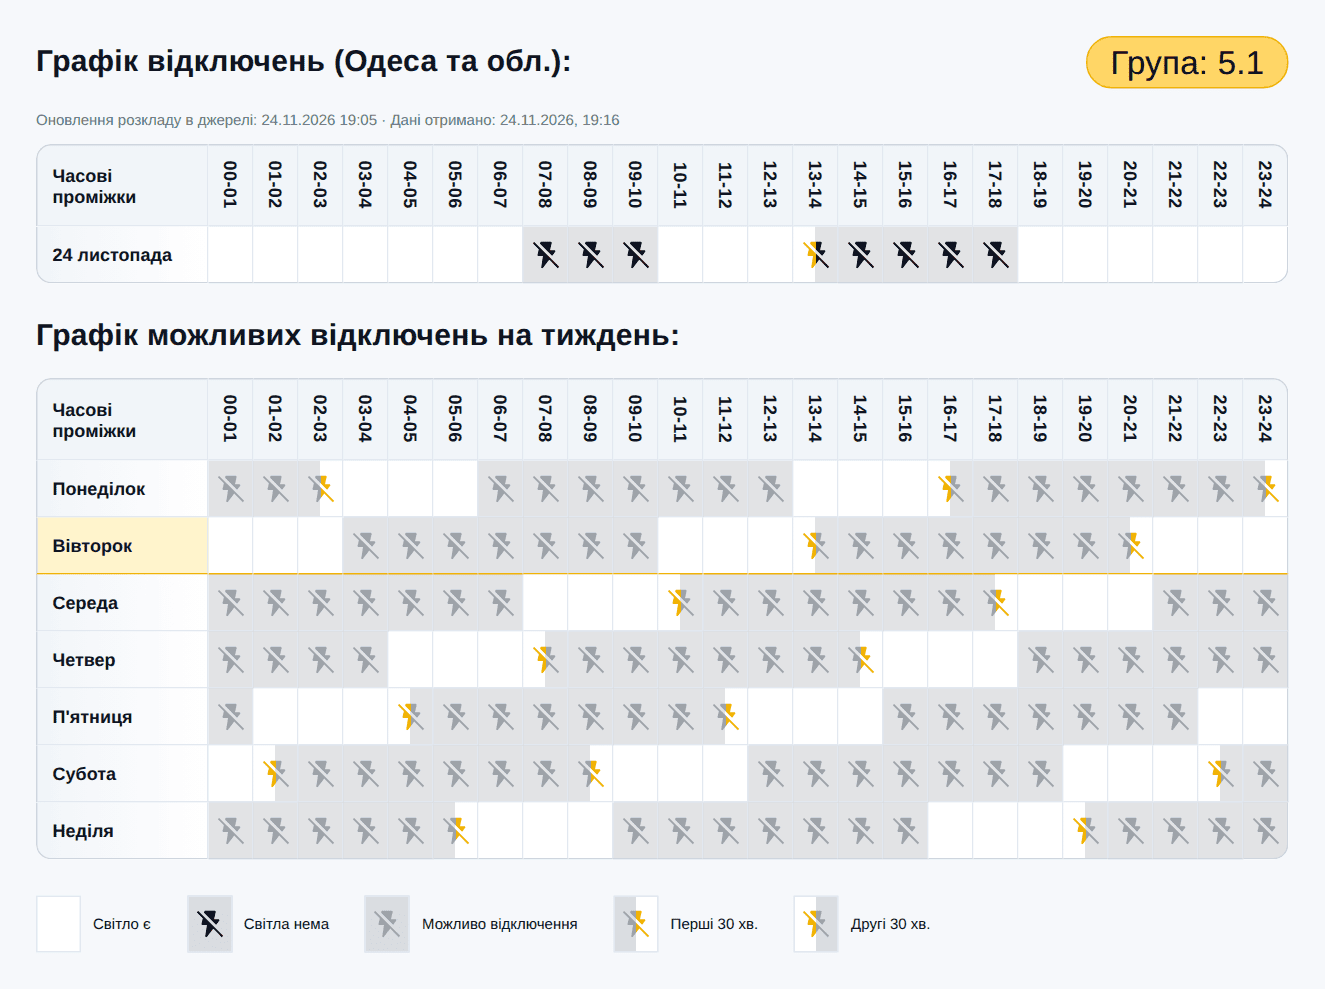 Графік відключень (Одеса та обл.):
Група: 5.1
Оновлення розкладу в джерелі: 24.11.2026 19:05 · Дані отримано: 24.11.2026, 19:16
Часові проміжки 00-01 01-02 02-03 03-04 04-05 05-06 06-07 07-08 08-09 09-10 10-11 11-12 12-13 13-14 14-15 15-16 16-17 17-18 18-19 19-20 20-21 21-22 22-23 23-24
24 листопада
Графік можливих відключень на тиждень:
Часові проміжки 00-01 01-02 02-03 03-04 04-05 05-06 06-07 07-08 08-09 09-10 10-11 11-12 12-13 13-14 14-15 15-16 16-17 17-18 18-19 19-20 20-21 21-22 22-23 23-24
Понеділок
Вівторок
Середа
Четвер
П'ятниця
Субота
Неділя
Світло є Світла нема Можливо відключення Перші 30 хв. Другі 30 хв.